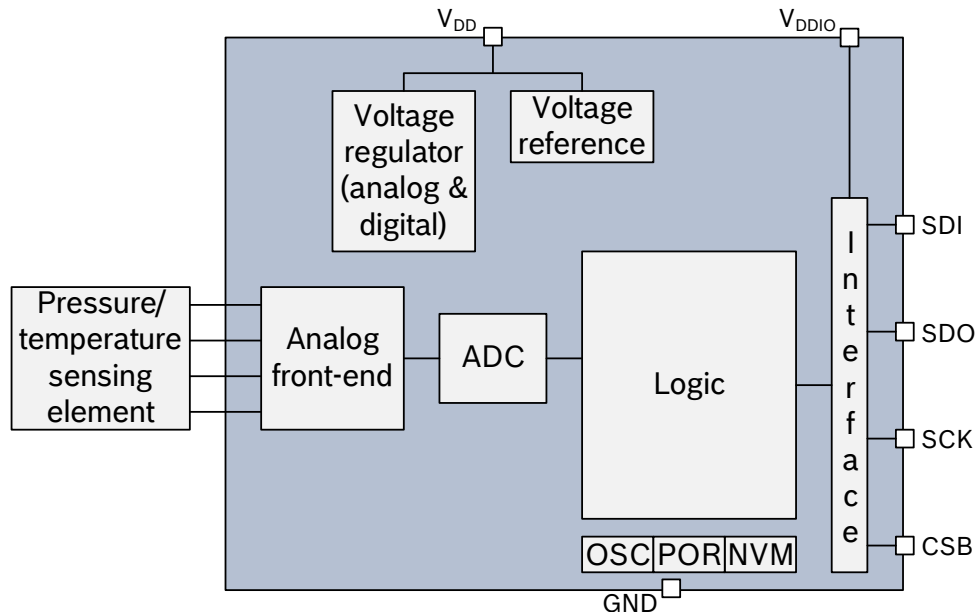 VDD
VDDIO
Voltage
regulator
(analog &
digital)
Voltage
reference
Pressure/
temperature
sensing
element
Analog
front-end
ADC
Logic
Interface
SDI
SDO
SCK
CSB
OSC
POR
NVM
GND